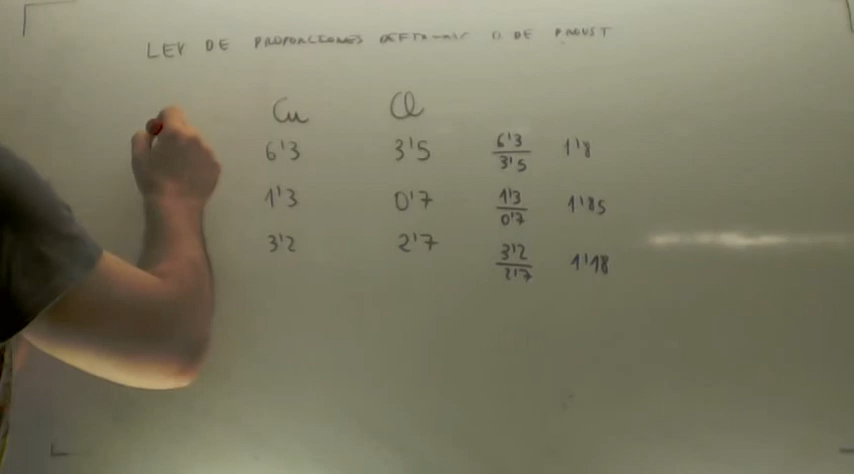 LEY DE PROPORCIONES DEFINIDAS O DE PROUST
Cu Cl
6'3 3'5 6'3/3'5 1'8
1'3 0'7 1'3/0'7 1'85
3'2 2'7 3'2/2'7 1'18